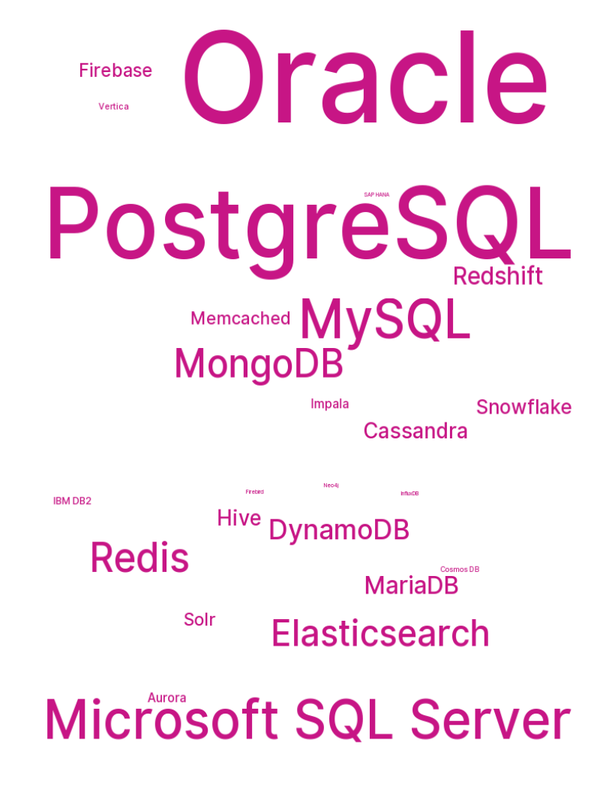 Oracle
Firebase
Vertica
SAP HANA
PostgreSQL
Redshift
Memcached
MySQL
MongoDB
Impala
Snowflake
Cassandra
Neo4j
Firebird
InfluxDB
IBM DB2
Hive
DynamoDB
Redis
Cosmos DB
MariaDB
Solr
Elasticsearch
Aurora
Microsoft SQL Server